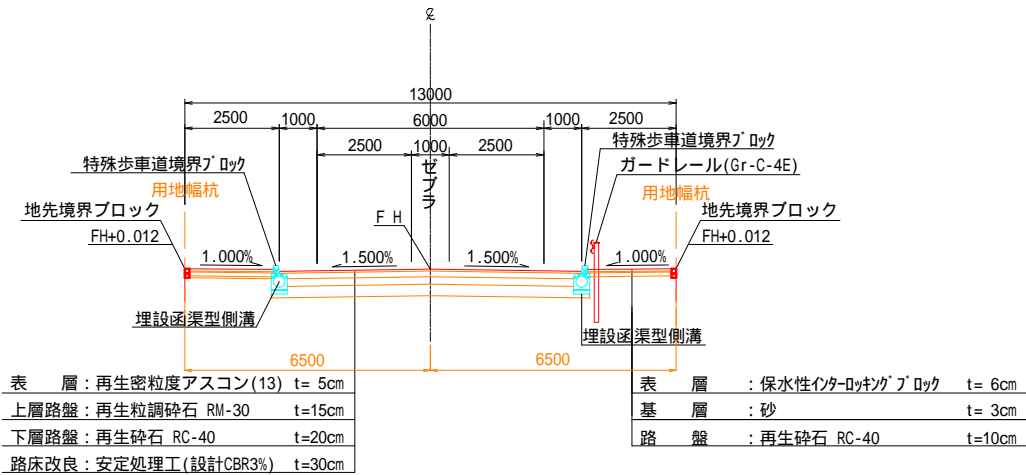 ℄
13000
2500 1000 6000 1000 2500
2500 1000 2500
特殊歩車道境界ブロック
特殊歩車道境界ブロック
ガードレール(Gr-C-4E)
ゼブラ
用地幅杭
用地幅杭
地先境界ブロック
地先境界ブロック
FH
FH+0.012
FH+0.012
1.000% 1.500% 1.500% 1.000%
埋設函渠型側溝
埋設函渠型側溝
6500 6500
表 層：再生密粒度アスコン(13) t= 5cm
上層路盤：再生粒調砕石 RM-30 t=15cm
下層路盤：再生砕石 RC-40 t=20cm
路床改良：安定処理工(設計CBR3%) t=30cm
表 層 ：保水性インターロッキングブロック t= 6cm
基 層 ：砂 t= 3cm
路 盤 ：再生砕石 RC-40 t=10cm